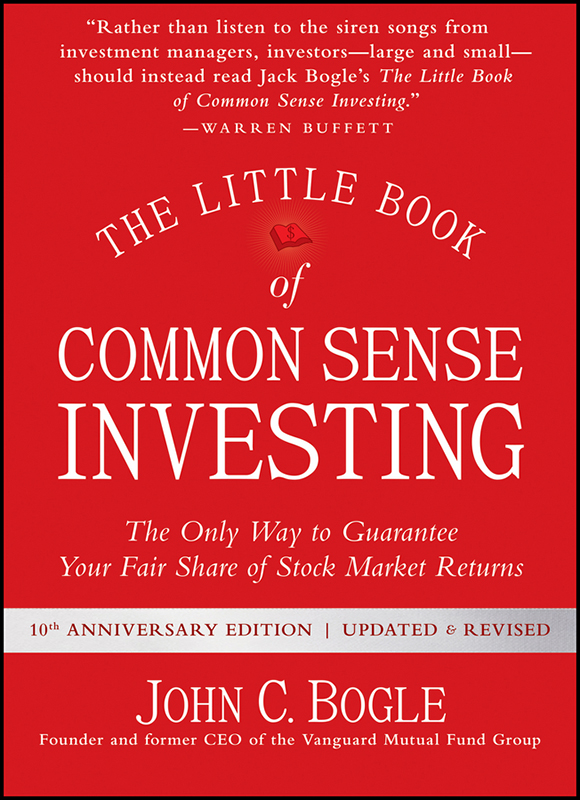 “Rather than listen to the siren songs from
investment managers, investors—large and small—
should instead read Jack Bogle’s The Little Book
of Common Sense Investing.”
—WARREN BUFFETT
THE LITTLE BOOK
$
of
COMMON SENSE
INVESTING
The Only Way to Guarantee
Your Fair Share of Stock Market Returns
10th ANNIVERSARY EDITION | UPDATED & REVISED
JOHN C. BOGLE
Founder and former CEO of the Vanguard Mutual Fund Group